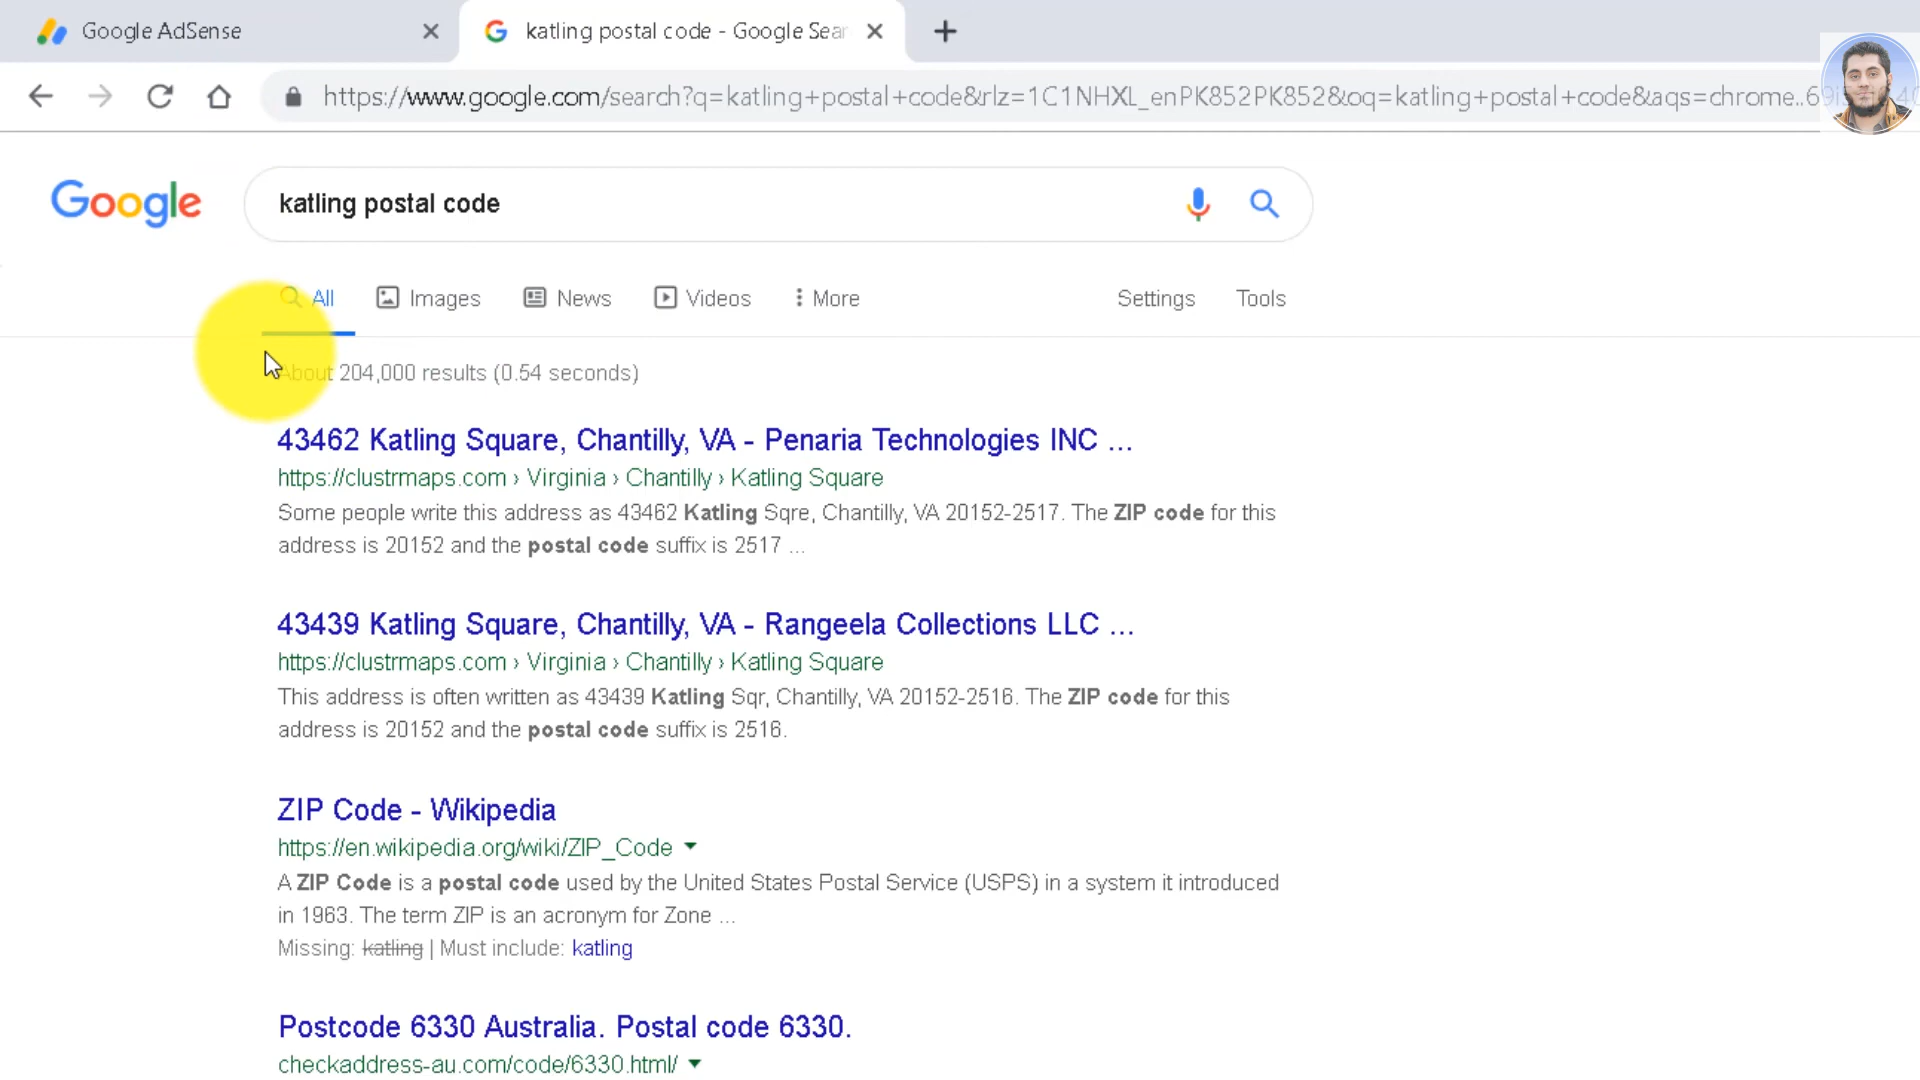 Google AdSense
katling postal code - Google Sear
https://www.google.com/search?q=katling+postal+code&rlz=1C1NHXL_enPK852PK852&oq=katling+postal+code&aqs=chrome..69i
Google
katling postal code
All Images News Videos More Settings Tools
About 204,000 results (0.54 seconds)
43462 Katling Square, Chantilly, VA - Penaria Technologies INC ...
https://clustrmaps.com › Virginia › Chantilly › Katling Square
Some people write this address as 43462 Katling Sqre, Chantilly, VA 20152-2517. The ZIP code for this
address is 20152 and the postal code suffix is 2517 ...
43439 Katling Square, Chantilly, VA - Rangeela Collections LLC ...
https://clustrmaps.com › Virginia › Chantilly › Katling Square
This address is often written as 43439 Katling Sqr, Chantilly, VA 20152-2516. The ZIP code for this
address is 20152 and the postal code suffix is 2516.
ZIP Code - Wikipedia
https://en.wikipedia.org/wiki/ZIP_Code
A ZIP Code is a postal code used by the United States Postal Service (USPS) in a system it introduced
in 1963. The term ZIP is an acronym for Zone ...
Missing: katling | Must include: katling
Postcode 6330 Australia. Postal code 6330.
checkaddress-au.com/code/6330.html/